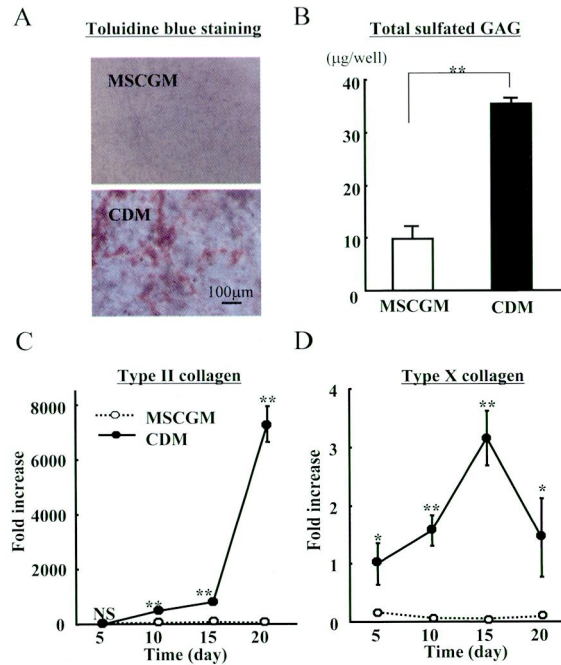 A
Toluidine blue staining
MSCGM
CDM
100μm
B
Total sulfated GAG
(μg/well)
**
40
30
20
10
0
MSCGM
CDM
C
Type II collagen
8000
6000
4000
2000
0
Fold increase
MSCGM
CDM
NS
**
**
**
5
10
15
20
Time (day)
D
Type X collagen
4
3
2
1
0
Fold increase
*
**
**
*
5
10
15
20
Time (day)